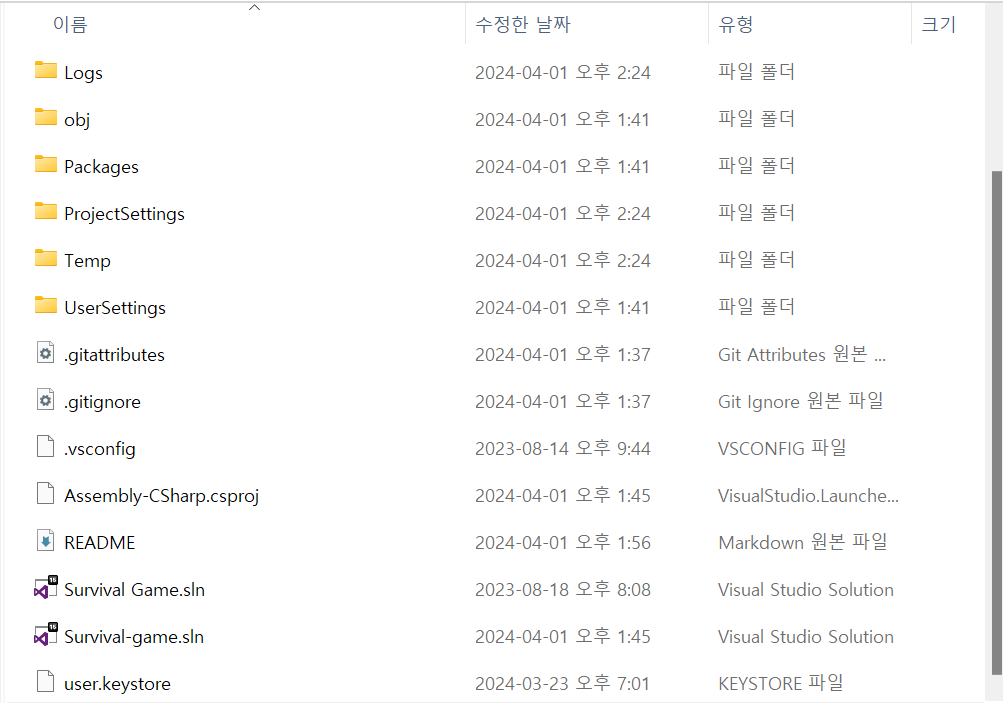 이름 수정한 날짜 유형 크기
Logs 2024-04-01 오후 2:24 파일 폴더
obj 2024-04-01 오후 1:41 파일 폴더
Packages 2024-04-01 오후 1:41 파일 폴더
ProjectSettings 2024-04-01 오후 2:24 파일 폴더
Temp 2024-04-01 오후 2:24 파일 폴더
UserSettings 2024-04-01 오후 1:41 파일 폴더
.gitattributes 2024-04-01 오후 1:37 Git Attributes 원본 ...
.gitignore 2024-04-01 오후 1:37 Git Ignore 원본 파일
.vsconfig 2023-08-14 오후 9:44 VSCONFIG 파일
Assembly-CSharp.csproj 2024-04-01 오후 1:45 VisualStudio.Launche...
README 2024-04-01 오후 1:56 Markdown 원본 파일
Survival Game.sln 2023-08-18 오후 8:08 Visual Studio Solution
Survival-game.sln 2024-04-01 오후 1:45 Visual Studio Solution
user.keystore 2024-03-23 오후 7:01 KEYSTORE 파일